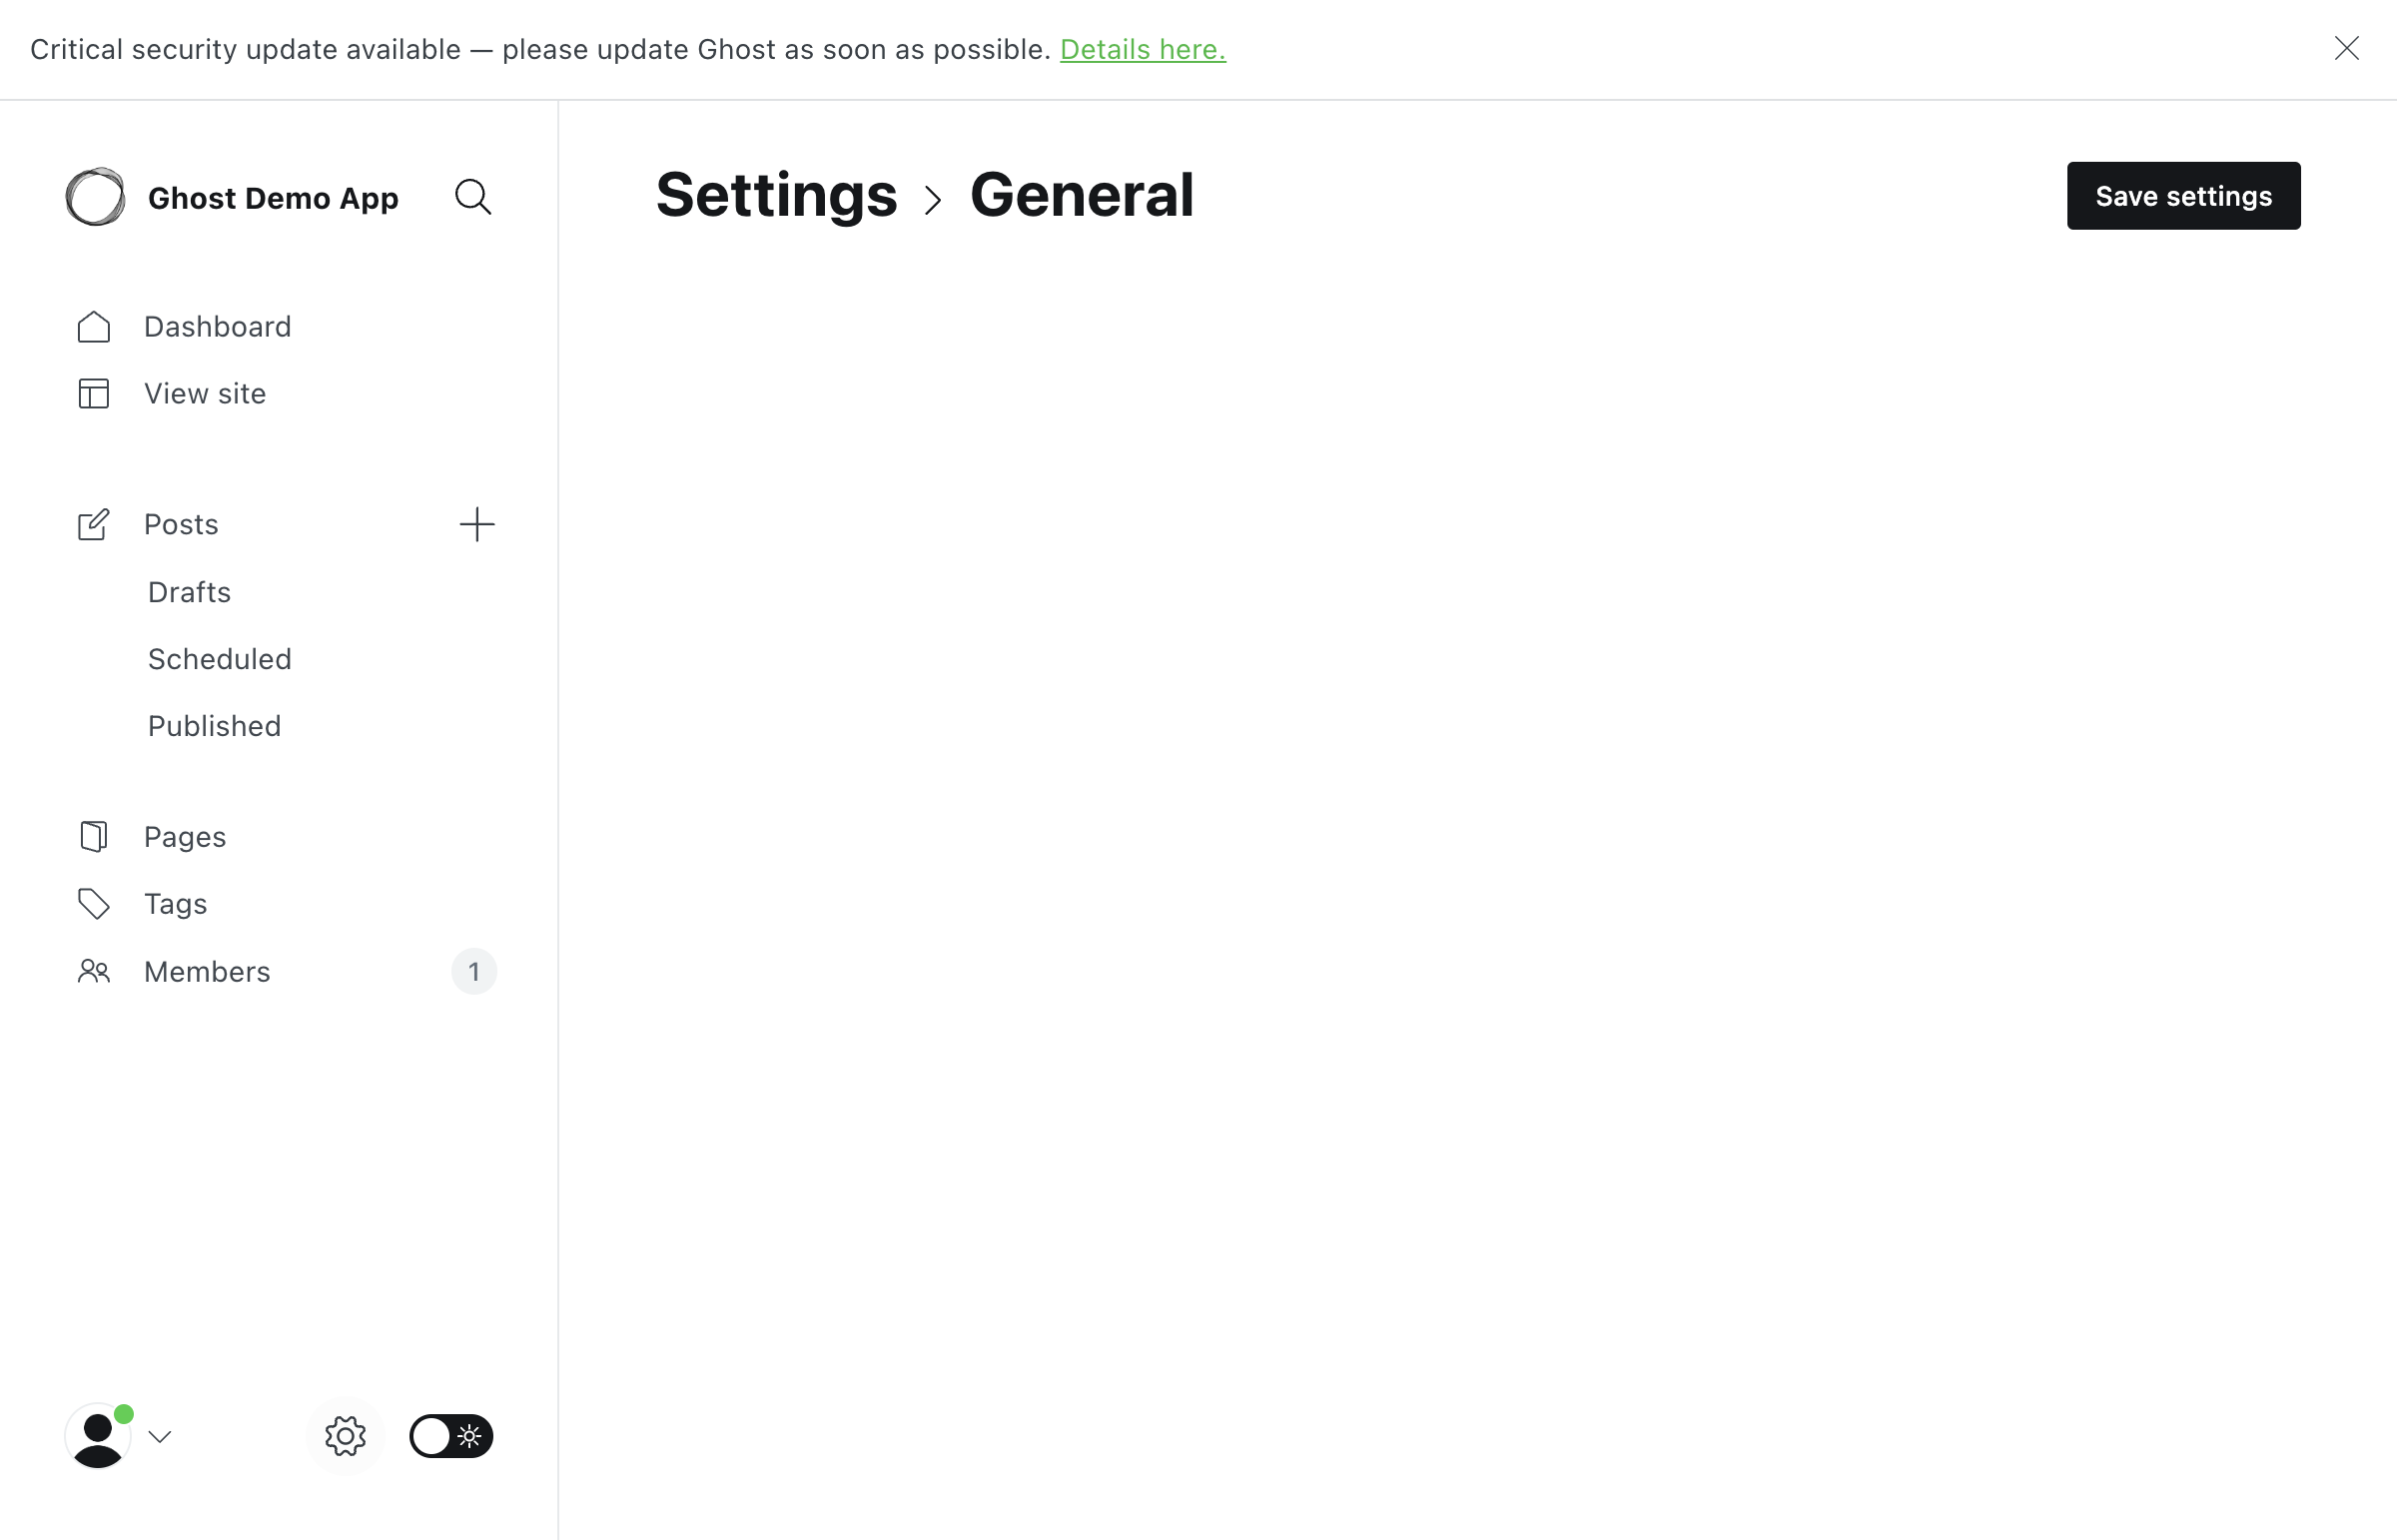 Critical security update available — please update Ghost as soon as possible. Details here.
Ghost Demo App
Settings > General
Save settings
Dashboard
View site
Posts
Drafts
Scheduled
Published
Pages
Tags
Members 1